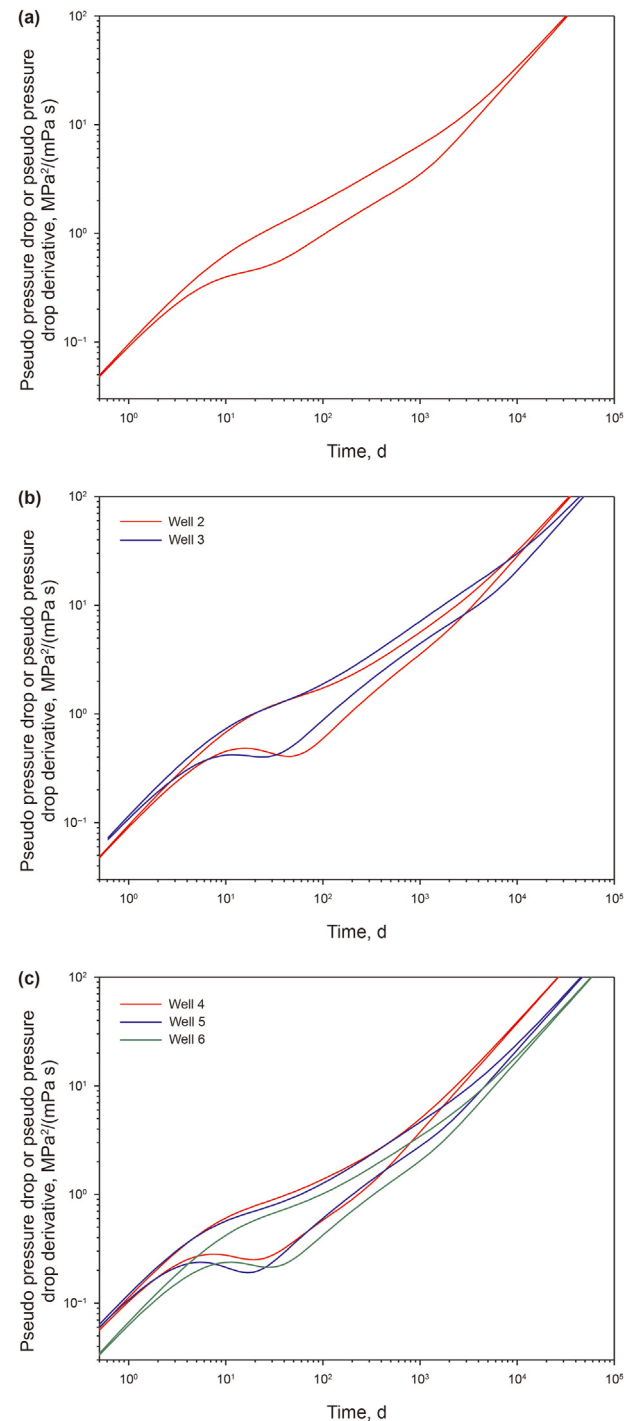 (a)
Pseudo pressure drop or pseudo pressure
drop derivative, MPa²/(mPa s)
10²
10¹
10⁰
10⁻¹
10⁰ 10¹ 10² 10³ 10⁴ 10⁵
Time, d
(b)
Pseudo pressure drop or pseudo pressure
drop derivative, MPa²/(mPa s)
10²
10¹
10⁰
10⁻¹
Well 2
Well 3
10⁰ 10¹ 10² 10³ 10⁴ 10⁵
Time, d
(c)
Pseudo pressure drop or pseudo pressure
drop derivative, MPa²/(mPa s)
10²
10¹
10⁰
10⁻¹
Well 4
Well 5
Well 6
10⁰ 10¹ 10² 10³ 10⁴ 10⁵
Time, d